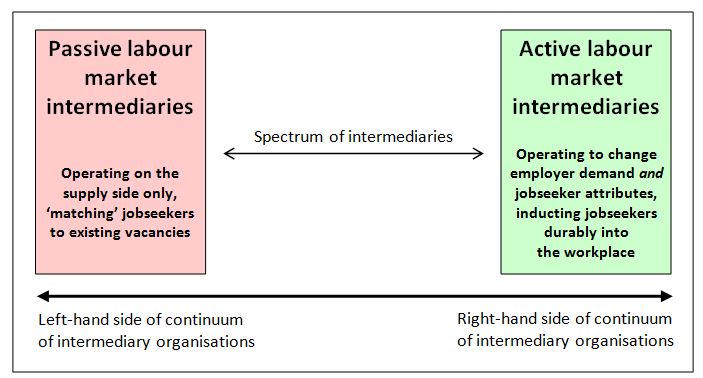 Passive labour
market
intermediaries
Operating on the
supply side only,
‘matching’ jobseekers
to existing vacancies
Spectrum of intermediaries
Active labour
market
intermediaries
Operating to change
employer demand and
jobseeker attributes,
inducting jobseekers
durably into
the workplace
Left-hand side of continuum
of intermediary organisations
Right-hand side of continuum
of intermediary organisations